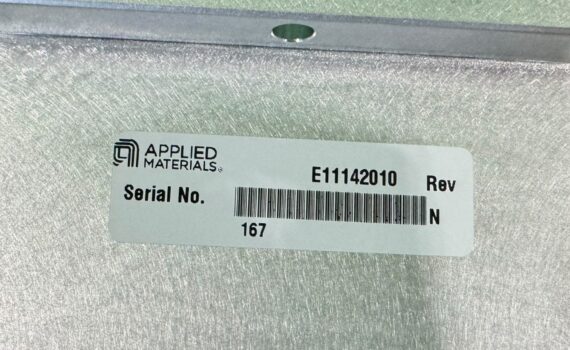 APPLIED
MATERIALS®
E11142010 Rev
Serial No.
N
167